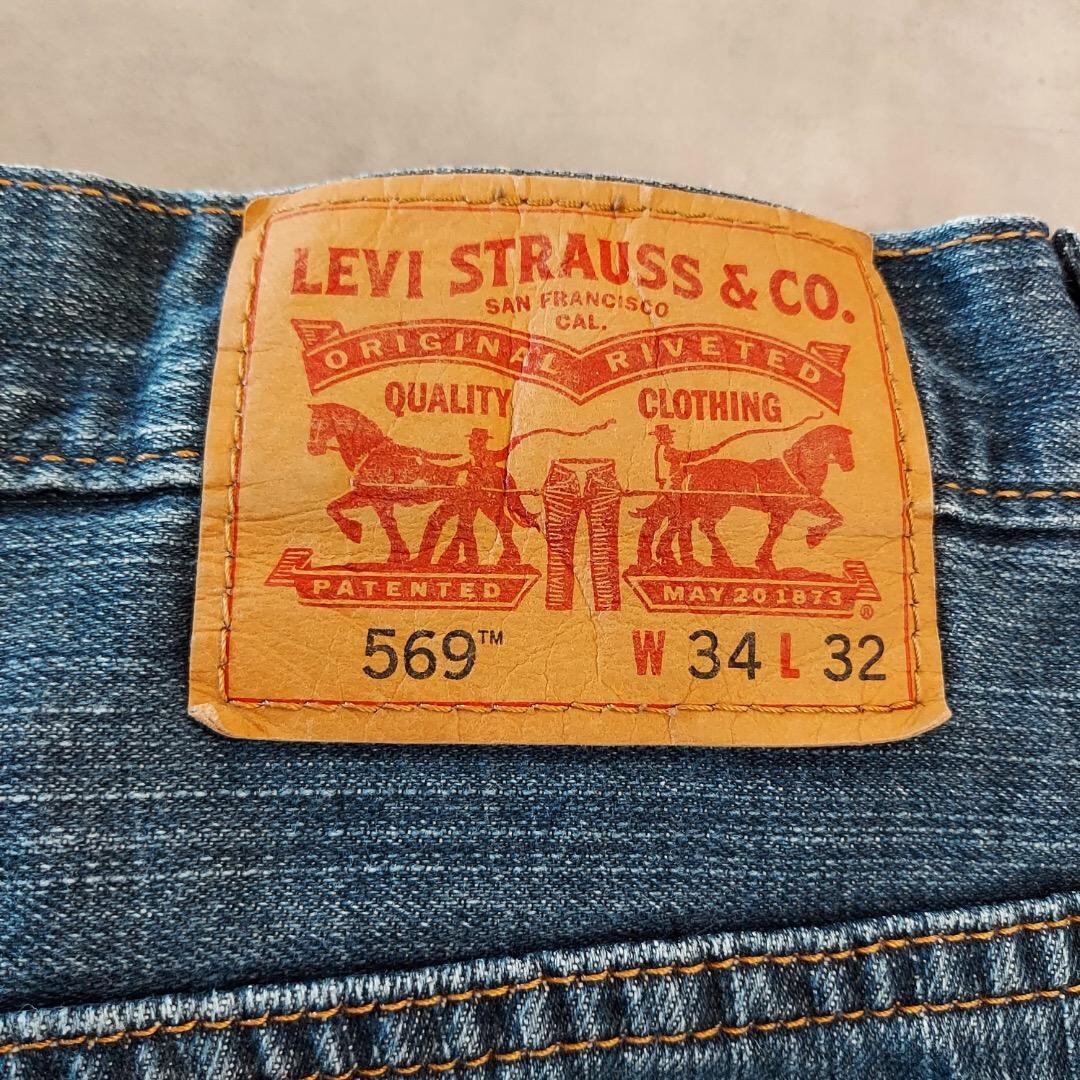 LEVI STRAUSS & CO.
SAN FRANCISCO
CAL.
ORIGINAL RIVETED
QUALITY CLOTHING
PATENTED MAY 20 1873 ®
569™ W 34 L 32